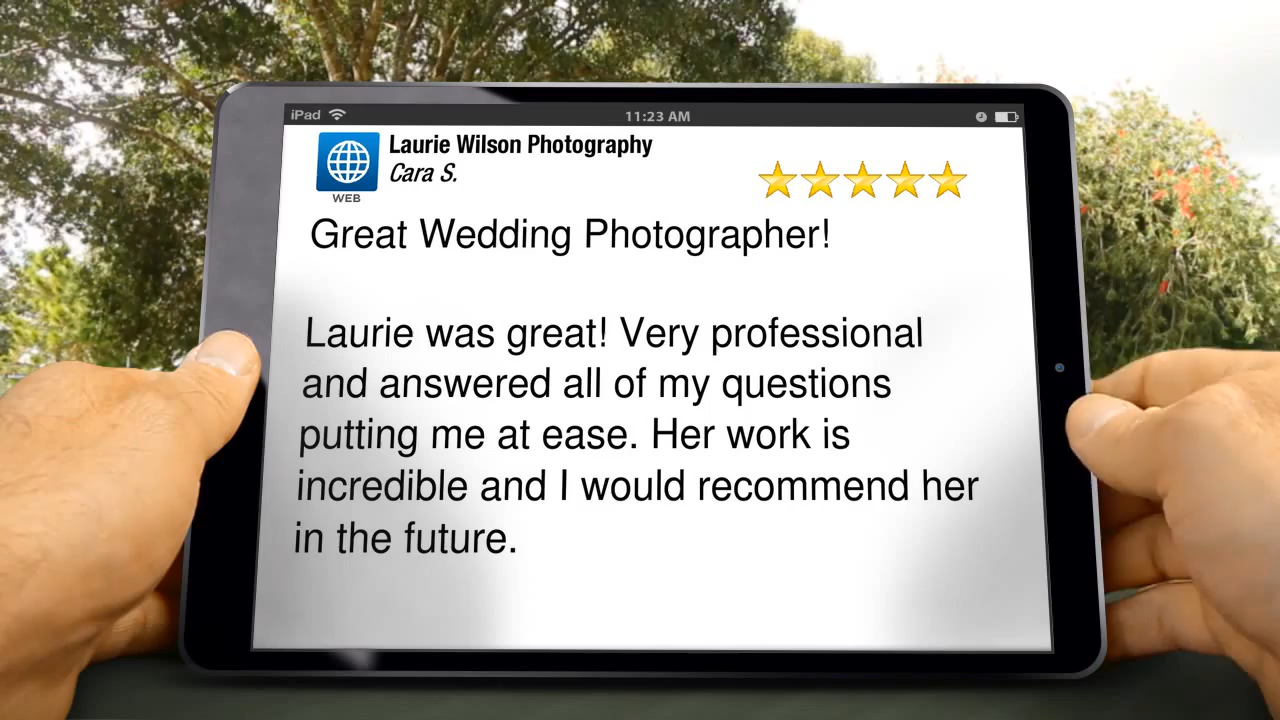 iPad 11:23 AM
Laurie Wilson Photography
Cara S.
WEB
Great Wedding Photographer!
Laurie was great! Very professional
and answered all of my questions
putting me at ease. Her work is
incredible and I would recommend her
in the future.